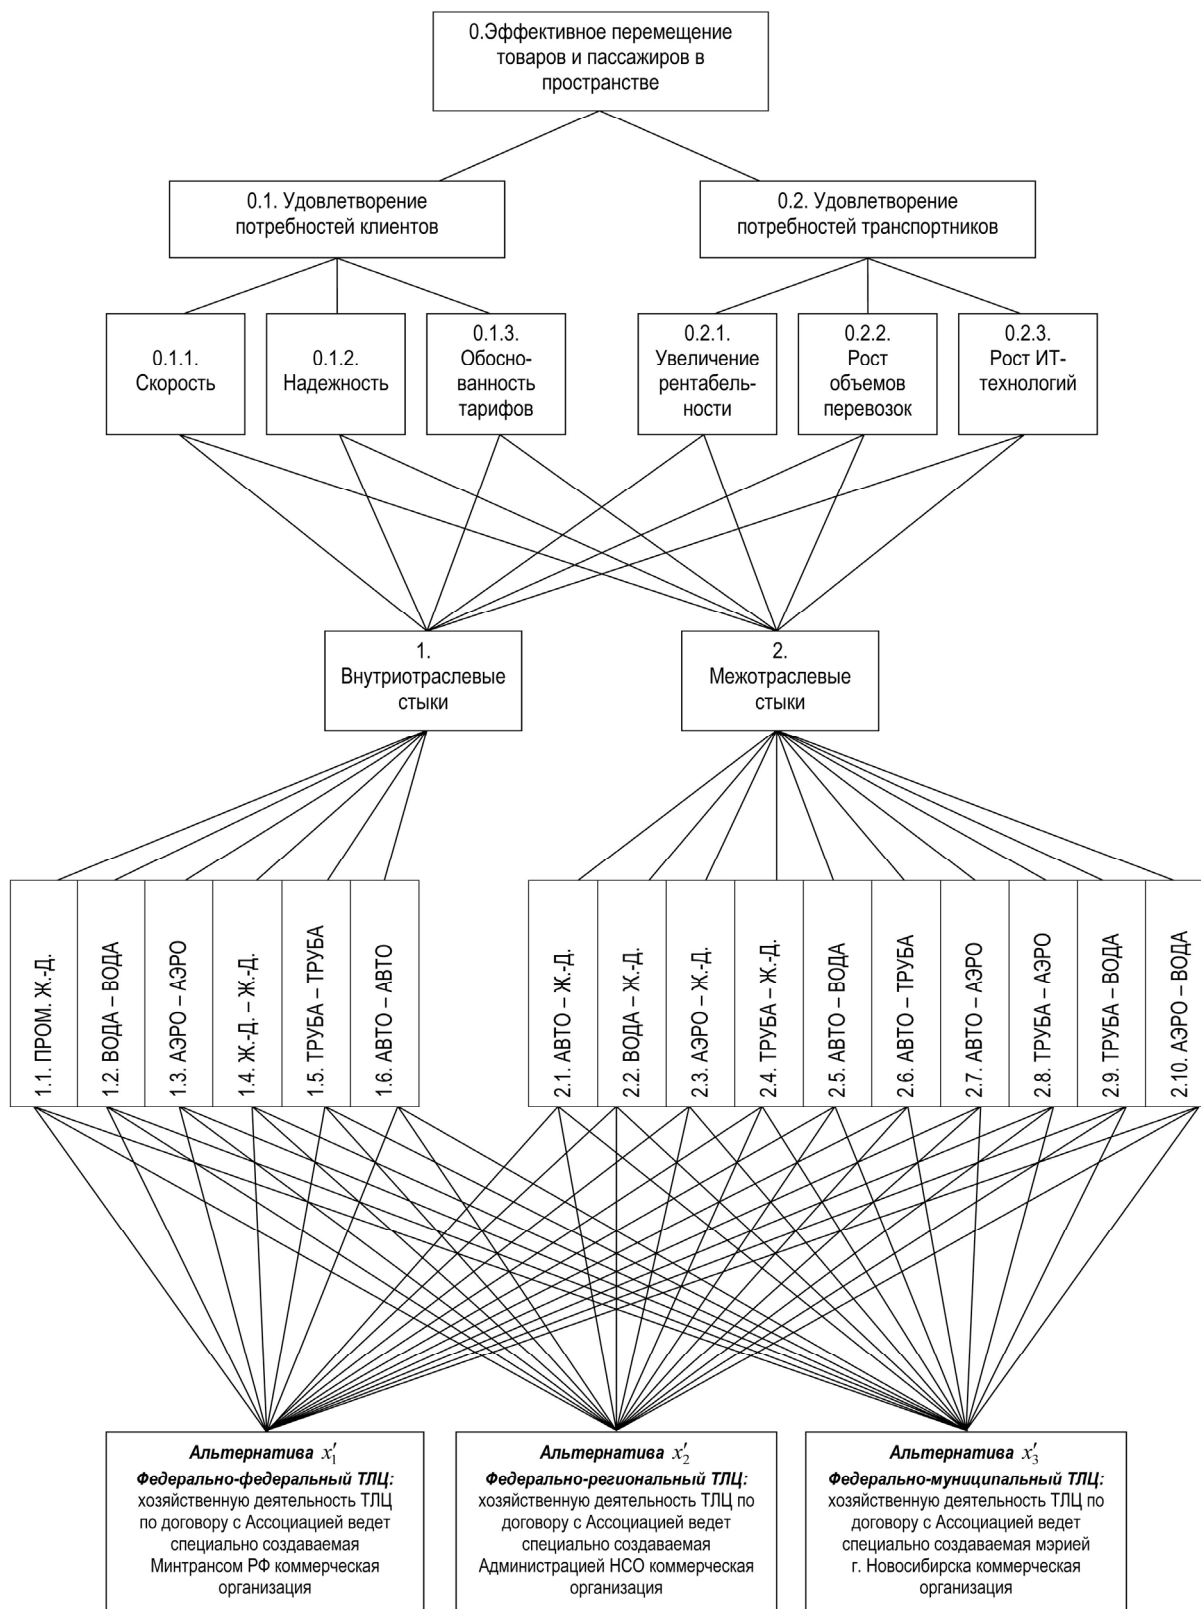 0.Эффективное перемещение
товаров и пассажиров в
пространстве
0.1. Удовлетворение
потребностей клиентов
0.2. Удовлетворение
потребностей транспортников
0.1.1.
Скорость
0.1.2.
Надежность
0.1.3.
Обосно-
ванность
тарифов
0.2.1.
Увеличение
рентабель-
ности
0.2.2.
Рост
объемов
перевозок
0.2.3.
Рост ИТ-
технологий
1.
Внутриотраслевые
стыки
2.
Межотраслевые
стыки
1.1. ПРОМ. Ж.-Д.
1.2. ВОДА – ВОДА
1.3. АЭРО – АЭРО
1.4. Ж.-Д. – Ж.-Д.
1.5. ТРУБА – ТРУБА
1.6. АВТО – АВТО
2.1. АВТО – Ж.-Д.
2.2. ВОДА – Ж.-Д.
2.3. АЭРО – Ж.-Д.
2.4. ТРУБА – Ж.-Д.
2.5. АВТО – ВОДА
2.6. АВТО – ТРУБА
2.7. АВТО – АЭРО
2.8. ТРУБА – АЭРО
2.9. ТРУБА – ВОДА
2.10. АЭРО – ВОДА
Альтернатива x′₁
Федерально-федеральный ТЛЦ:
хозяйственную деятельность ТЛЦ
по договору с Ассоциацией ведет
специально создаваемая
Минтрансом РФ коммерческая
организация
Альтернатива x′₂
Федерально-региональный ТЛЦ:
хозяйственную деятельность ТЛЦ по
договору с Ассоциацией ведет
специально создаваемая
Администрацией НСО коммерческая
организация
Альтернатива x′₃
Федерально-муниципальный ТЛЦ:
хозяйственную деятельность ТЛЦ по
договору с Ассоциацией ведет
специально создаваемая мэрией
г. Новосибирска коммерческая
организация